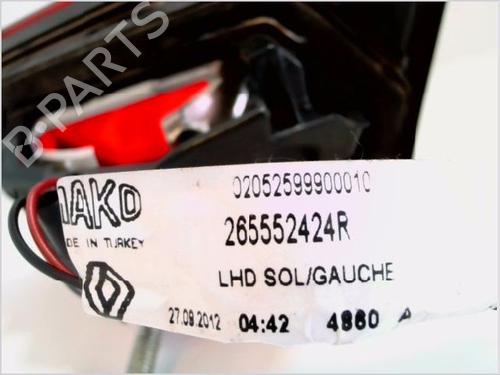 B-PARTS
02052599900010
MAKO
265552424R
DE IN TURKEY
LHD SOL/GAUCHE
27.09.2012 04:42 4860 A